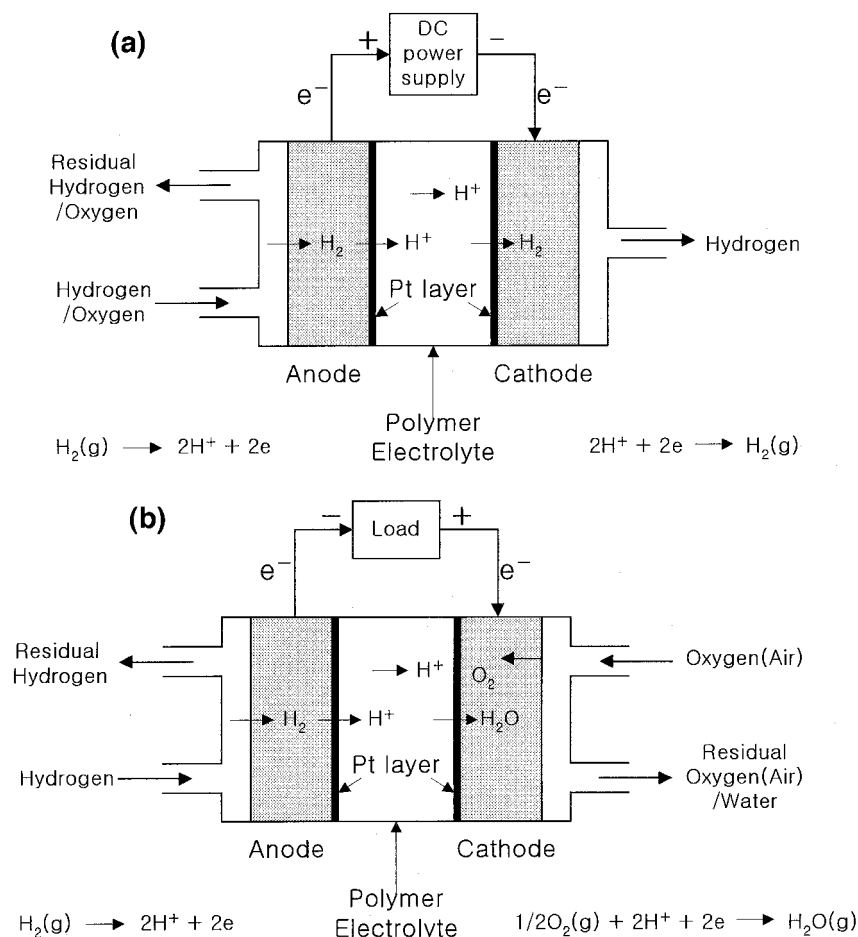 (a)
+
DC
power
supply
−
e⁻
e⁻
Residual
Hydrogen
/Oxygen
H⁺
H₂
H⁺
H₂
Hydrogen
Hydrogen
/Oxygen
Pt layer
Anode
Cathode
Polymer
Electrolyte
H₂(g) → 2H⁺ + 2e
2H⁺ + 2e → H₂(g)
(b)
−
Load
+
e⁻
e⁻
Residual
Hydrogen
H⁺
O₂
Oxygen(Air)
H₂
H⁺
H₂O
Hydrogen
Pt layer
Residual
Oxygen(Air)
/Water
Anode
Cathode
Polymer
Electrolyte
H₂(g) → 2H⁺ + 2e
1/2O₂(g) + 2H⁺ + 2e → H₂O(g)